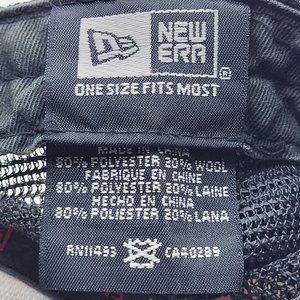 NEW
ERA
®
ONE SIZE FITS MOST
MADE IN CHINA
80% POLYESTER 20% WOOL
FABRIQUE EN CHINE
80% POLYESTER 20% LAINE
HECHO EN CHINA
80% POLIESTER 20% LANA
RN11493 CA40289